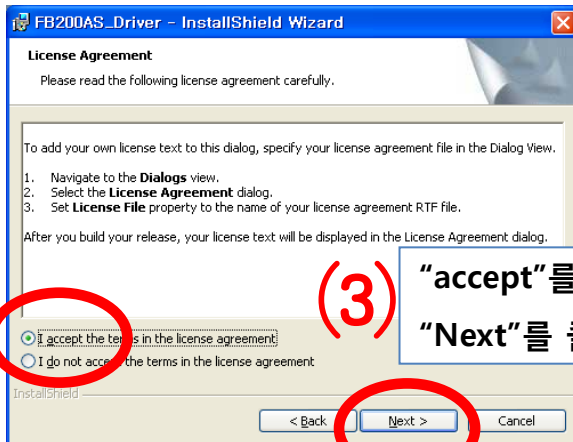 FB200AS_Driver - InstallShield Wizard
License Agreement
Please read the following license agreement carefully.
To add your own license text to this dialog, specify your license agreement file in the Dialog View.
1. Navigate to the Dialogs view.
2. Select the License Agreement dialog.
3. Set License File property to the name of your license agreement RTF file.
After you build your release, your license text will be displayed in the License Agreement dialog.
(3)
“accept”를
“Next”를
I accept the terms in the license agreement
I do not accept the terms in the license agreement
InstallShield
< Back
Next >
Cancel